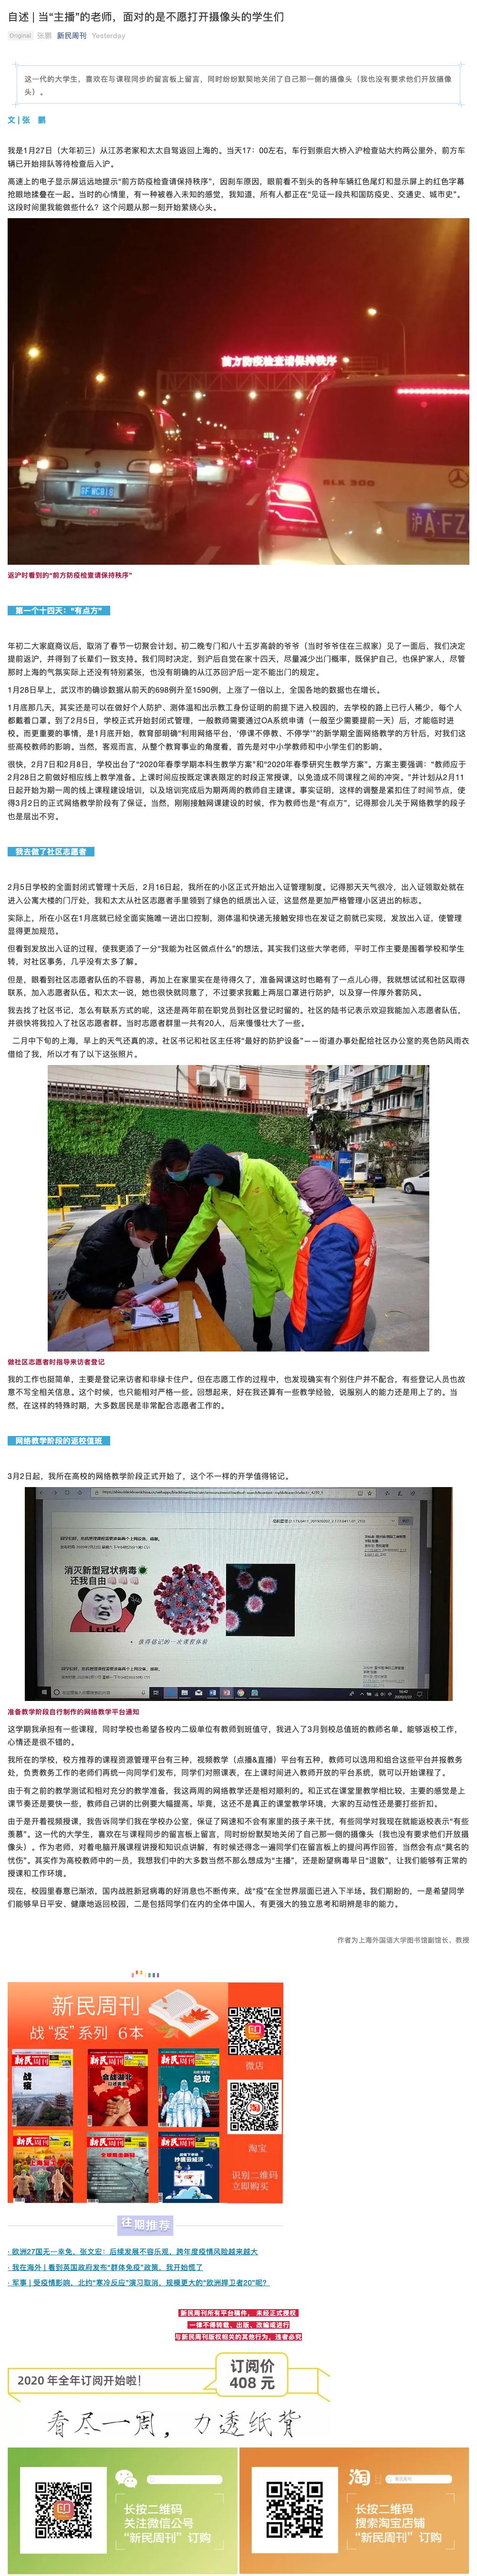 自述 | 当“主播”的老师，面对的是不愿打开摄像头的学生们
Original 张鹏 新民周刊 Yesterday
这一代的大学生，喜欢在与课程同步的留言板上留言，同时纷纷默契地关闭了自己那一侧的摄像头（我也没有要求他们开放摄像
头）。
文 | 张　鹏
我是1月27日（大年初三）从江苏老家和太太自驾返回上海的。当天17：00左右，车行到崇启大桥入沪检查站大约两公里外，前方车
辆已开始排队等待检查后入沪。
高速上的电子显示屏远远地提示“前方防疫检查请保持秩序”，因刹车原因，眼前看不到头的各种车辆红色尾灯和显示屏上的红色字幕
抢眼地揉叠在一起。当时的心情里，有一种被卷入未知的感觉，我知道，所有人都正在“见证一段共和国防疫史、交通史、城市史”。
这段时间里我能做些什么？这个问题从那一刻开始萦绕心头。
前方防疫检查请保持秩序
BLK 300
沪A·FZ
返沪时看到的“前方防疫检查请保持秩序”
第一个十四天：“有点方”
年初二大家庭商议后，取消了春节一切聚会计划。初二晚专门和八十五岁高龄的爷爷（当时爷爷住在三叔家）见了一面后，我们决定
提前返沪，并得到了长辈们一致支持。我们同时决定，到沪后自觉在家十四天，尽量减少出门概率，既保护自己，也保护家人，尽管
那时上海的气氛实际上还没有特别紧张，也没有明确的从江苏回沪后一定不能出门的规定。
1月28日早上，武汉市的确诊数据从前天的698例升至1590例，上涨了一倍以上，全国各地的数据也在增长。
1月底那几天，其实还是可以在做好个人防护、测体温和出示教工身份证明的前提下进入校园的，去学校的路上已行人稀少，每个人
都戴着口罩。到了2月5日，学校正式开始封闭式管理，一般教师需要通过OA系统申请（一般至少需要提前一天）后，才能临时进
校。而更重要的事情，是1月底开始，教育部明确“利用网络平台，‘停课不停教、不停学’”的新学期全面网络教学的方针后，对我们这
些高校教师的影响。当然，客观而言，从整个教育事业的角度看，首先是对中小学教师和中小学生们的影响。
很快，2月7日和2月8日，学校出台了“2020年春季学期本科生教学方案”和“2020年春季研究生教学方案”。方案主要强调：“教师应于
2月28日之前做好相应线上教学准备。上课时间应按既定课表限定的时段正常授课，以免造成不同课程之间的冲突。”并计划从2月11
日起开始为期一周的线上课程建设培训，以及培训完成后为期两周的教师自主建课。事实证明，这样的调整是紧扣住了时间节点，使
得3月2日的正式网络教学阶段有了保证。当然，刚刚接触网课建设的时候，作为教师也是“有点方”，记得那会儿关于网络教学的段子
也是层出不穷。
我去做了社区志愿者
2月5日学校的全面封闭式管理十天后，2月16日起，我所在的小区正式开始出入证管理制度。记得那天天气很冷，出入证领取处就在
进入公寓大楼的门厅处，我和太太从社区志愿者手里领到了绿色的纸质出入证，这显然是更加严格管理小区进出的标志。
实际上，所在小区在1月底就已经全面实施唯一进出口控制，测体温和快递无接触安排也在发证之前就已实现，发放出入证，使管理
显得更加规范。
但看到发放出入证的过程，使我更添了一分“我能为社区做点什么”的想法。其实我们这些大学老师，平时工作主要是围着学校和学生
转，对社区事务，几乎没有太多了解。
但是，眼看到社区志愿者队伍的不容易，再加上在家里实在是待得久了，准备网课这时也略有了一点儿心得，我就想试试和社区取得
联系，加入志愿者队伍。和太太一说，她也很快就同意了，不过要求我戴上两层口罩进行防护，以及穿一件厚外套防风。
我去找了社区书记，怎么有联系方式的呢，这还是两年前在职党员到社区登记时留的。社区的陆书记表示欢迎我能加入志愿者队伍，
并很快将我拉入了社区志愿者群。当时志愿者群里一共有20人，后来慢慢壮大了一些。
二月中下旬的上海，早上的天气还真的凉。社区书记和社区主任将“最好的防护设备”——街道办事处配给社区办公室的亮色防风雨衣
借给了我，所以才有了以下这张照片。
做社区志愿者时指导来访者登记
我的工作也挺简单，主要是登记来访者和非绿卡住户。但在志愿工作的过程中，也发现确实有个别住户并不配合，有些登记人员也故
意不写全相关信息。这个时候，也只能相对严格一些。回想起来，好在我还算有一些教学经验，说服别人的能力还是用上了的。当
然，在这样的特殊时期，大多数居民是非常配合志愿者工作的。
网络教学阶段的返校值班
3月2日起，我所在高校的网络教学阶段正式开始了，这个不一样的开学值得铭记。
消灭新型冠状病毒
还我自由
Luck
值得铭记的一次课程体验
准备教学阶段自行制作的网络教学平台通知
这学期我承担有一些课程，同时学校也希望各校内二级单位有教师到班值守，我进入了3月到校总值班的教师名单。能够返校工作，
心情还是很不错的。
我所在的学校，校方推荐的课程资源管理平台有三种，视频教学（点播&直播）平台有五种，教师可以选用和组合这些平台并报教务
处，负责教务工作的老师们再统一向同学们发布，同学们对照课表，在上课时间进入教师开放的平台系统，就可以开始课程了。
由于有之前的教学测试和相对充分的教学准备，我这两周的网络教学还是相对顺利的。和正式在课堂里教学相比较，主要的感觉是上
课节奏还是要快一些，教师自己讲的比例要大幅提高。毕竟，这还不是真正的课堂教学环境，大家的互动性还是要打些折扣。
由于是开着视频授课，我告诉同学们我在学校办公室，保证了网速和不会有家里的孩子来干扰，有些同学对我现在就能返校表示“有些
羡慕”。这一代的大学生，喜欢在与课程同步的留言板上留言，同时纷纷默契地关闭了自己那一侧的摄像头（我也没有要求他们开放摄
像头）。作为老师，对着电脑开展课程讲授和知识点讲解，有时候还得念一遍同学们在留言板上的提问再作回答，当然会有点“莫名的
忧伤”。其实作为高校教师中的一员，我想我们中的大多数当然不那么想成为“主播”，还是盼望病毒早日“退散”，让我们能够有正常的
授课和工作环境。
现在，校园里春意已渐浓，国内战胜新冠病毒的好消息也不断传来，战“疫”在全世界层面已进入下半场。我们期盼的，一是希望同学
们能够早日平安、健康地返回校园，二是包括同学们在内的全体中国人，有更强大的独立思考和明辨是非的能力。
作者为上海外国语大学图书馆副馆长，教授
新民周刊
战“疫”系列 6本
微店
淘宝
识别二维码
立即购买
新民周刊
战疫
新民周刊
会战湖北
新民周刊
总攻
往期推荐
· 欧洲27国无一幸免，张文宏：后续发展不容乐观，跨年度疫情风险越来越大
· 我在海外 | 看到英国政府发布“群体免疫”政策，我开始慌了
· 军事 | 受疫情影响，北约“寒冷反应”演习取消，规模更大的“欧洲捍卫者20”呢？
新民周刊所有平台稿件，未经正式授权
一律不得转载、出版、改编或进行
与新民周刊版权相关的其他行为，违者必究
2020 年全年订阅开始啦！
订阅价
408 元
看尽一周，力透纸背
长按二维码
关注微信公号
“新民周刊”订购
淘
长按二维码
搜索淘宝店铺
“新民周刊”订购